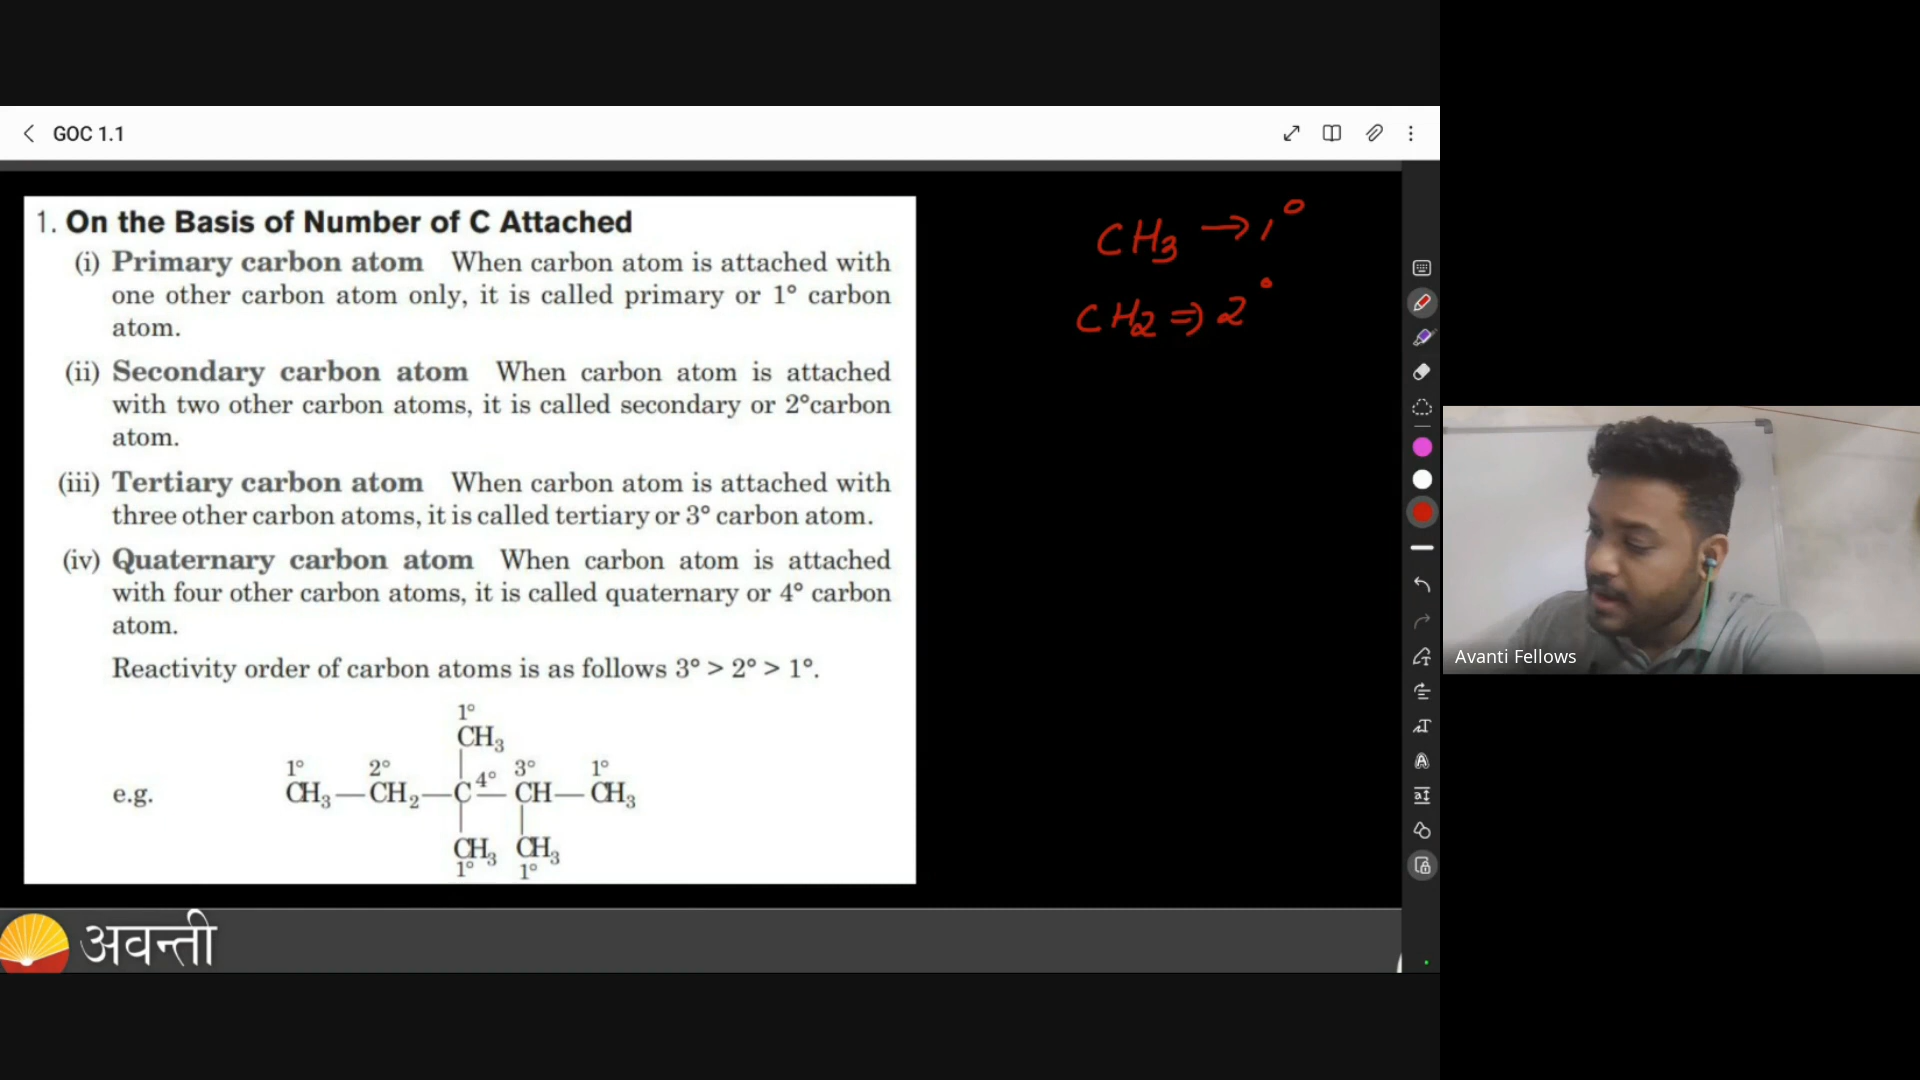 GOC 1.1
1. On the Basis of Number of C Attached
(i) Primary carbon atom When carbon atom is attached with
one other carbon atom only, it is called primary or 1° carbon
atom.
(ii) Secondary carbon atom When carbon atom is attached
with two other carbon atoms, it is called secondary or 2°carbon
atom.
(iii) Tertiary carbon atom When carbon atom is attached with
three other carbon atoms, it is called tertiary or 3° carbon atom.
(iv) Quaternary carbon atom When carbon atom is attached
with four other carbon atoms, it is called quaternary or 4° carbon
atom.
Reactivity order of carbon atoms is as follows 3° > 2° > 1°.
1°
CH₃
1° 2° 4° 3° 1°
e.g. CH₃—CH₂—C—CH—CH₃
CH₃ CH₃
1° 1°
CH₃ → 1°
CH₂ ⇒ 2°
Avanti Fellows
अवन्ती